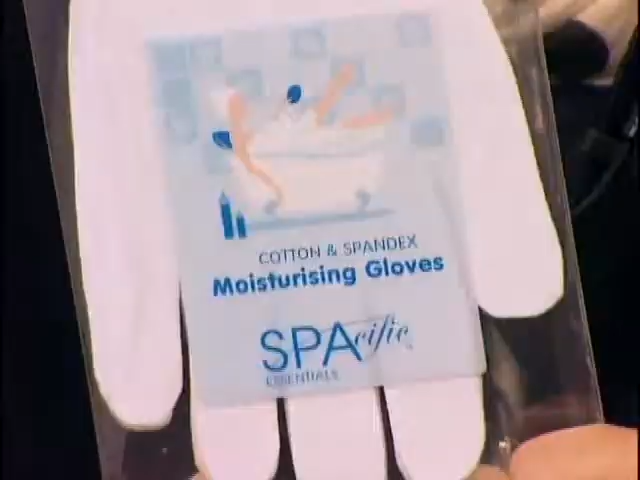 COTTON & SPANDEX
Moisturising Gloves
SPAcific
ESSENTIALS